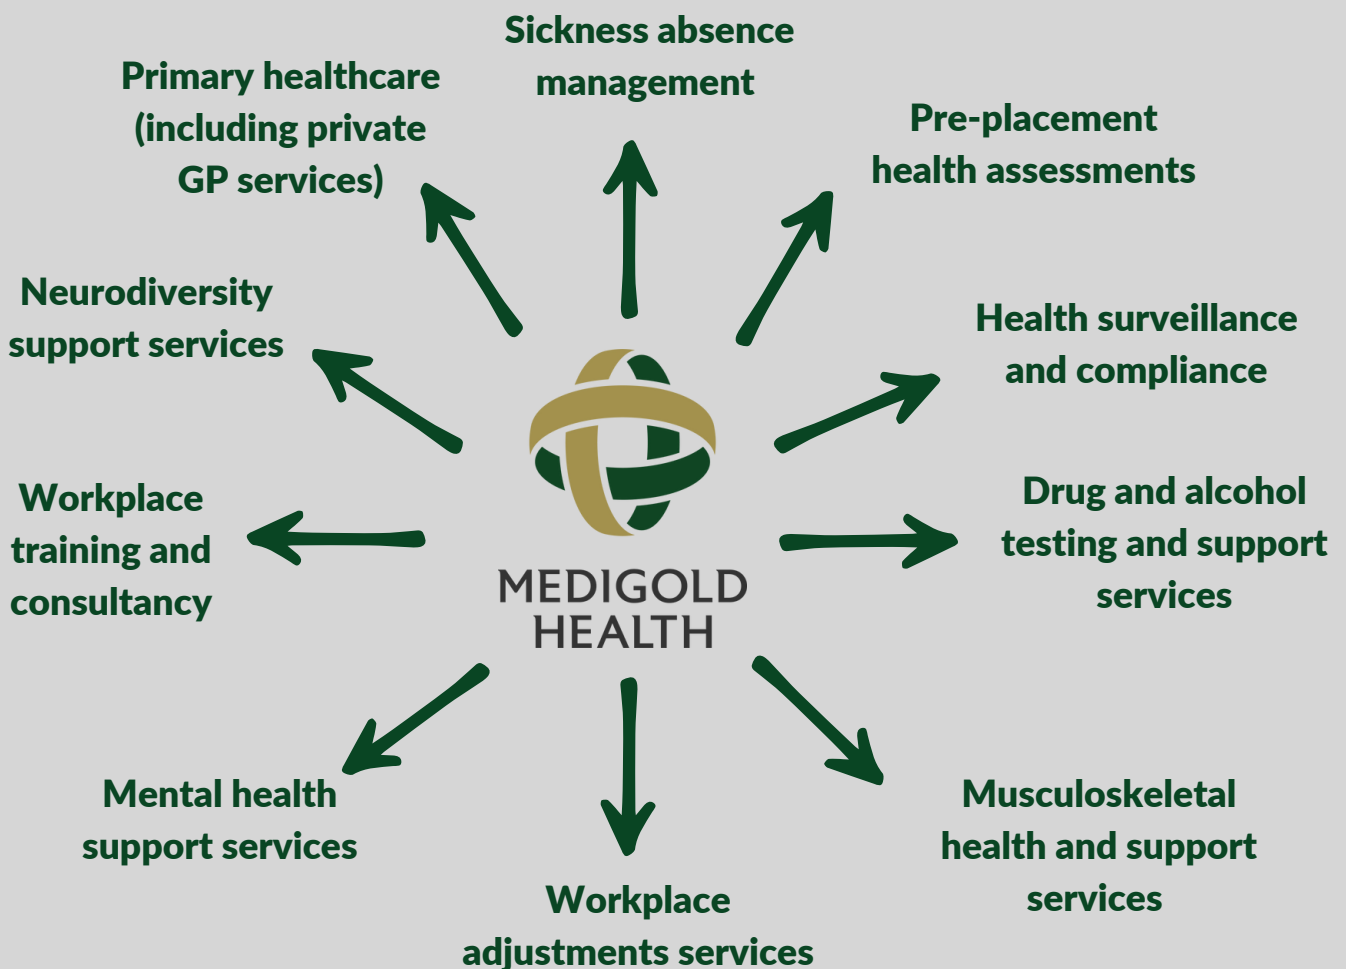 Sickness absence
management
Primary healthcare
(including private
GP services)
Pre-placement
health assessments
Neurodiversity
support services
Health surveillance
and compliance
Workplace
training and
consultancy
Drug and alcohol
testing and support
services
MEDIGOLD
HEALTH
Mental health
support services
Musculoskeletal
health and support
services
Workplace
adjustments services